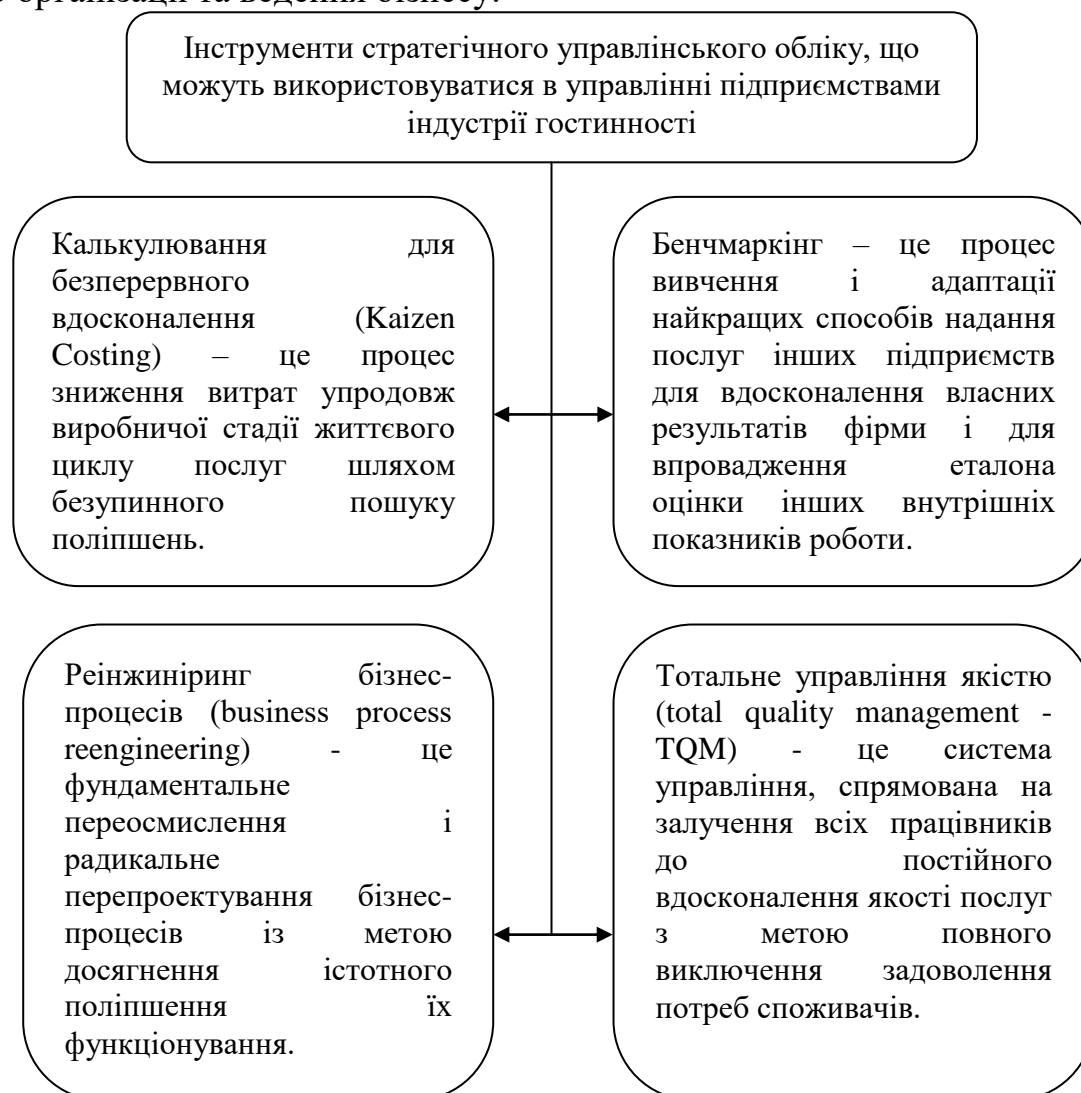 організації та ведення бізнесу.
Інструменти стратегічного управлінського обліку, що
можуть використовуватися в управлінні підприємствами
індустрії гостинності
Калькулювання для
безперервного
вдосконалення (Kaizen
Costing) – це процес
зниження витрат упродовж
виробничої стадії життєвого
циклу послуг шляхом
безупинного пошуку
поліпшень.
Бенчмаркінг – це процес
вивчення і адаптації
найкращих способів надання
послуг інших підприємств
для вдосконалення власних
результатів фірми і для
впровадження еталона
оцінки інших внутрішніх
показників роботи.
Реінжиніринг бізнес-
процесів (business process
reengineering) - це
фундаментальне
переосмислення і
радикальне
перепроектування бізнес-
процесів із метою
досягнення істотного
поліпшення їх
функціонування.
Тотальне управління якістю
(total quality management -
TQM) - це система
управління, спрямована на
залучення всіх працівників
до постійного
вдосконалення якості послуг
з метою повного
виключення задоволення
потреб споживачів.